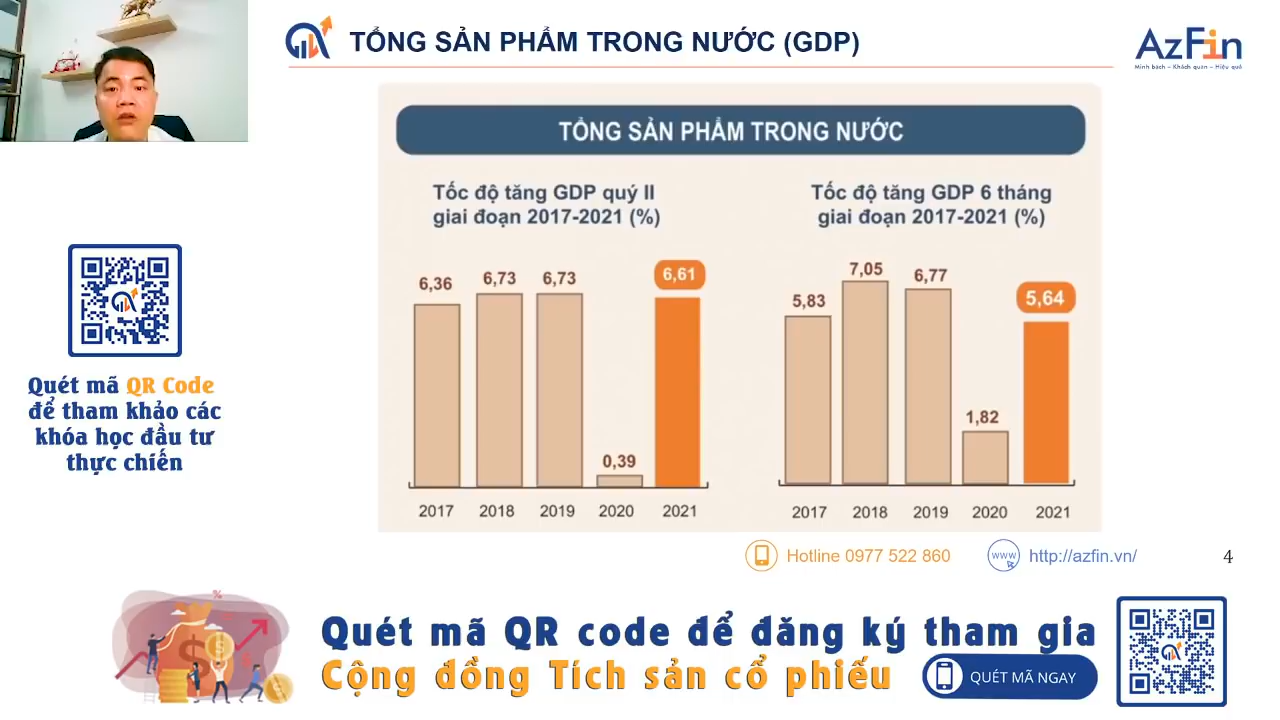 TỔNG SẢN PHẨM TRONG NƯỚC (GDP)
AzFin
Minh bạch – Khách quan – Hiệu quả
TỔNG SẢN PHẨM TRONG NƯỚC
Tốc độ tăng GDP quý II
giai đoạn 2017-2021 (%)
6,36
6,73
6,73
0,39
6,61
2017
2018
2019
2020
2021
Tốc độ tăng GDP 6 tháng
giai đoạn 2017-2021 (%)
5,83
7,05
6,77
1,82
5,64
2017
2018
2019
2020
2021
Quét mã QR Code
để tham khảo các
khóa học đầu tư
thực chiến
Hotline 0977 522 860
www
http://azfin.vn/
4
Quét mã QR code để đăng ký tham gia
Cộng đồng Tích sản cổ phiếu
QUÉT MÃ NGAY